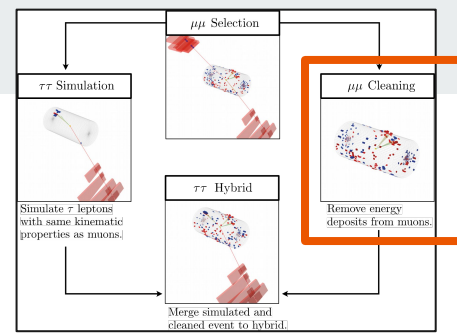 μμ Selection
ττ Simulation
μμ Cleaning
Simulate τ leptons
with same kinematic
properties as muons.
ττ Hybrid
Remove energy
deposits from muons.
Merge simulated and
cleaned event to hybrid.